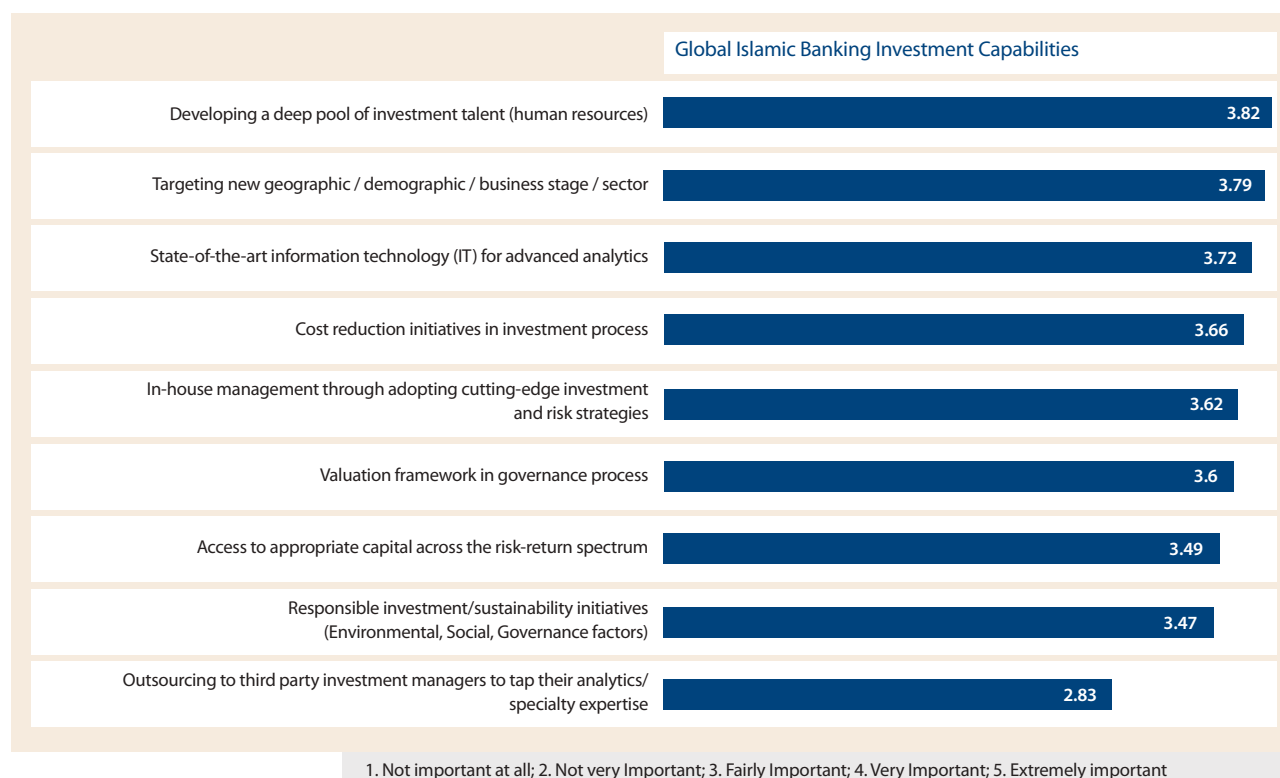 Global Islamic Banking Investment Capabilities
Developing a deep pool of investment talent (human resources)
3.82
Targeting new geographic / demographic / business stage / sector
3.79
State-of-the-art information technology (IT) for advanced analytics
3.72
Cost reduction initiatives in investment process
3.66
In-house management through adopting cutting-edge investment
and risk strategies
3.62
Valuation framework in governance process
3.6
Access to appropriate capital across the risk-return spectrum
3.49
Responsible investment/sustainability initiatives
(Environmental, Social, Governance factors)
3.47
Outsourcing to third party investment managers to tap their analytics/
specialty expertise
2.83
1. Not important at all; 2. Not very Important; 3. Fairly Important; 4. Very Important; 5. Extremely important